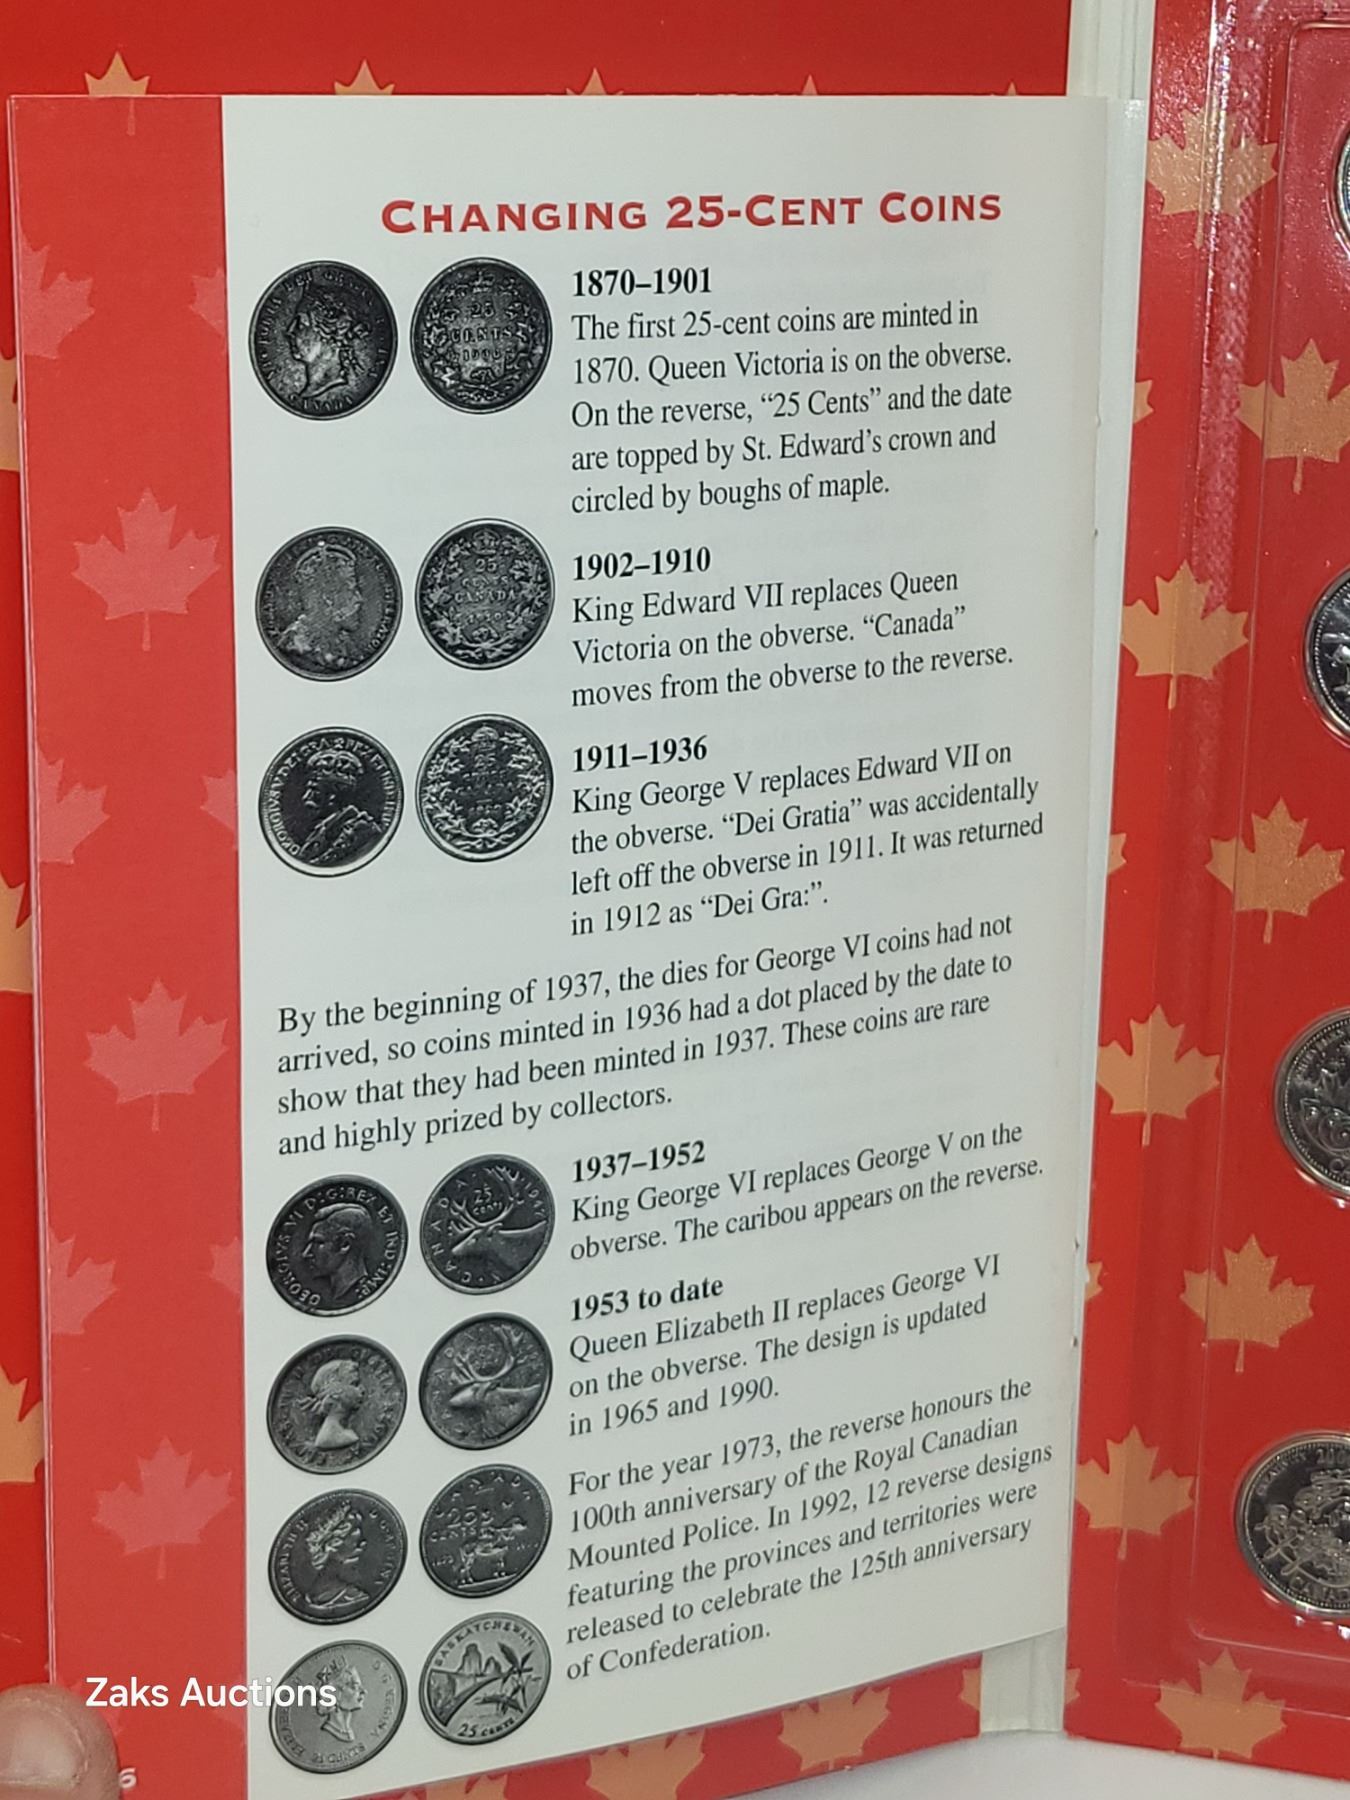 CHANGING 25-CENT COINS
1870–1901
The first 25-cent coins are minted in
1870. Queen Victoria is on the obverse.
On the reverse, “25 Cents” and the date
are topped by St. Edward’s crown and
circled by boughs of maple.
1902–1910
King Edward VII replaces Queen
Victoria on the obverse. “Canada”
moves from the obverse to the reverse.
1911–1936
King George V replaces Edward VII on
the obverse. “Dei Gratia” was accidentally
left off the obverse in 1911. It was returned
in 1912 as “Dei Gra:”.
By the beginning of 1937, the dies for George VI coins had not
arrived, so coins minted in 1936 had a dot placed by the date to
show that they had been minted in 1937. These coins are rare
and highly prized by collectors.
1937–1952
King George VI replaces George V on the
obverse. The caribou appears on the reverse.
1953 to date
Queen Elizabeth II replaces George VI
on the obverse. The design is updated
in 1965 and 1990.
For the year 1973, the reverse honours the
100th anniversary of the Royal Canadian
Mounted Police. In 1992, 12 reverse designs
featuring the provinces and territories were
released to celebrate the 125th anniversary
of Confederation.
SASKATCHEWAN
25 CENTS
Zaks Auctions
6